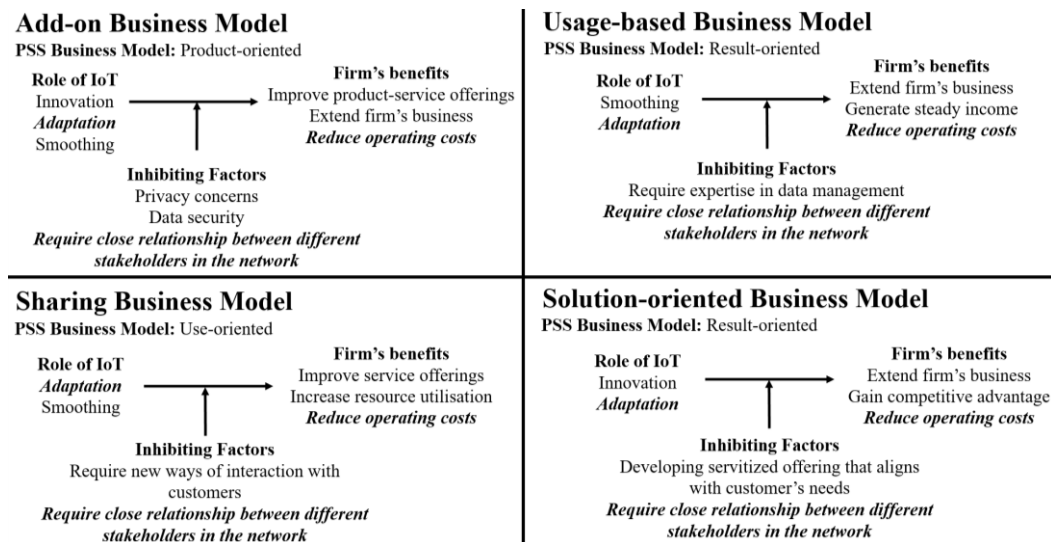 Add-on Business Model
PSS Business Model: Product-oriented
Role of IoT
Innovation
Adaptation
Smoothing
Firm's benefits
Improve product-service offerings
Extend firm's business
Reduce operating costs
Inhibiting Factors
Privacy concerns
Data security
Require close relationship between different
stakeholders in the network
Usage-based Business Model
PSS Business Model: Result-oriented
Role of IoT
Smoothing
Adaptation
Firm's benefits
Extend firm's business
Generate steady income
Reduce operating costs
Inhibiting Factors
Require expertise in data management
Require close relationship between different
stakeholders in the network
Sharing Business Model
PSS Business Model: Use-oriented
Role of IoT
Adaptation
Smoothing
Firm's benefits
Improve service offerings
Increase resource utilisation
Reduce operating costs
Inhibiting Factors
Require new ways of interaction with
customers
Require close relationship between different
stakeholders in the network
Solution-oriented Business Model
PSS Business Model: Result-oriented
Role of IoT
Innovation
Adaptation
Firm's benefits
Extend firm's business
Gain competitive advantage
Reduce operating costs
Inhibiting Factors
Developing servitized offering that aligns
with customer's needs
Require close relationship between different
stakeholders in the network